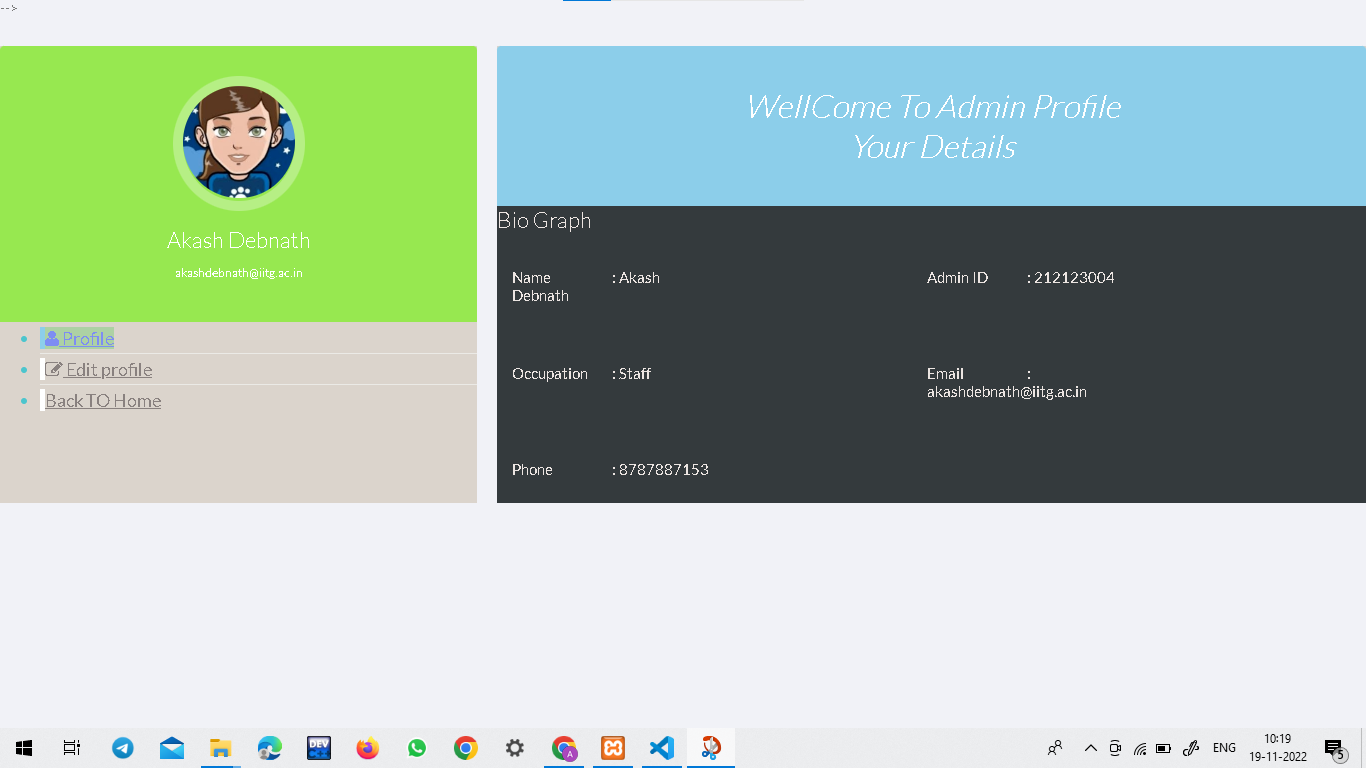 -->
Akash Debnath
akashdebnath@iitg.ac.in
Profile
Edit profile
Back TO Home
WellCome To Admin Profile
Your Details
Bio Graph
Name : Akash
Debnath
Admin ID : 212123004
Occupation : Staff
Email :
akashdebnath@iitg.ac.in
Phone : 8787887153
DEV
A
ENG
10:19
19-11-2022
5